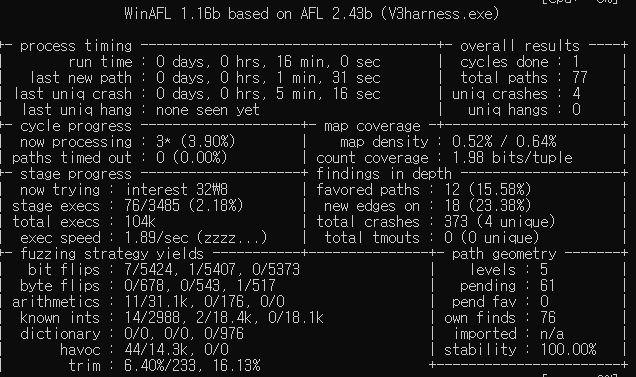 WinAFL 1.16b based on AFL 2.43b (V3harness.exe)
+- process timing -------------------------------------+- overall results ----+
| run time : 0 days, 0 hrs, 16 min, 0 sec | cycles done : 1 |
| last new path : 0 days, 0 hrs, 1 min, 31 sec | total paths : 77 |
| last uniq crash : 0 days, 0 hrs, 5 min, 16 sec | uniq crashes : 4 |
| last uniq hang : none seen yet | uniq hangs : 0 |
+- cycle progress --------------------+- map coverage -+----------------------+
| now processing : 3* (3.90%) | map density : 0.52% / 0.64% |
| paths timed out : 0 (0.00%) | count coverage : 1.98 bits/tuple |
+- stage progress --------------------+- findings in depth -------------------+
| now trying : interest 32₩8 | favored paths : 12 (15.58%) |
| stage execs : 76/3485 (2.18%) | new edges on : 18 (23.38%) |
| total execs : 104k | total crashes : 373 (4 unique) |
| exec speed : 1.89/sec (zzzz...) | total tmouts : 0 (0 unique) |
+- fuzzing strategy yields -----------+----------------+- path geometry ------+
| bit flips : 7/5424, 1/5407, 0/5373 | levels : 5 |
| byte flips : 0/678, 0/543, 1/517 | pending : 61 |
| arithmetics : 11/31.1k, 0/176, 0/0 | pend fav : 0 |
| known ints : 14/2988, 2/18.4k, 0/18.1k | own finds : 76 |
| dictionary : 0/0, 0/0, 0/976 | imported : n/a |
| havoc : 44/14.3k, 0/0 | stability : 100.00% |
| trim : 6.40%/233, 16.13% +----------------------+